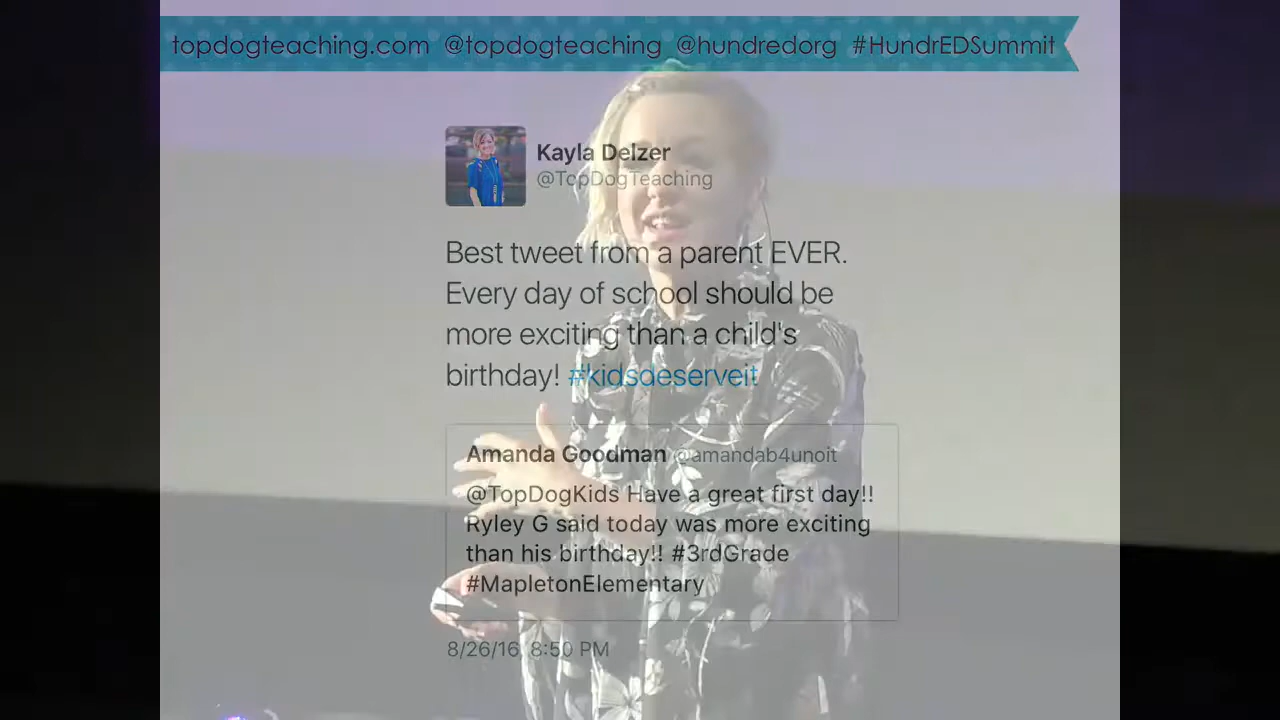 topdogteaching.com @topdogteaching @hundredorg #HundrEDSummit
Kayla Delzer
@TopDogTeaching
Best tweet from a parent EVER.
Every day of school should be
more exciting than a child's
birthday! #kidsdeserveit
Amanda Goodman @amandab4unoit
@TopDogKids Have a great first day!!
Ryley G said today was more exciting
than his birthday!! #3rdGrade
#MapletonElementary
8/26/16, 8:50 PM